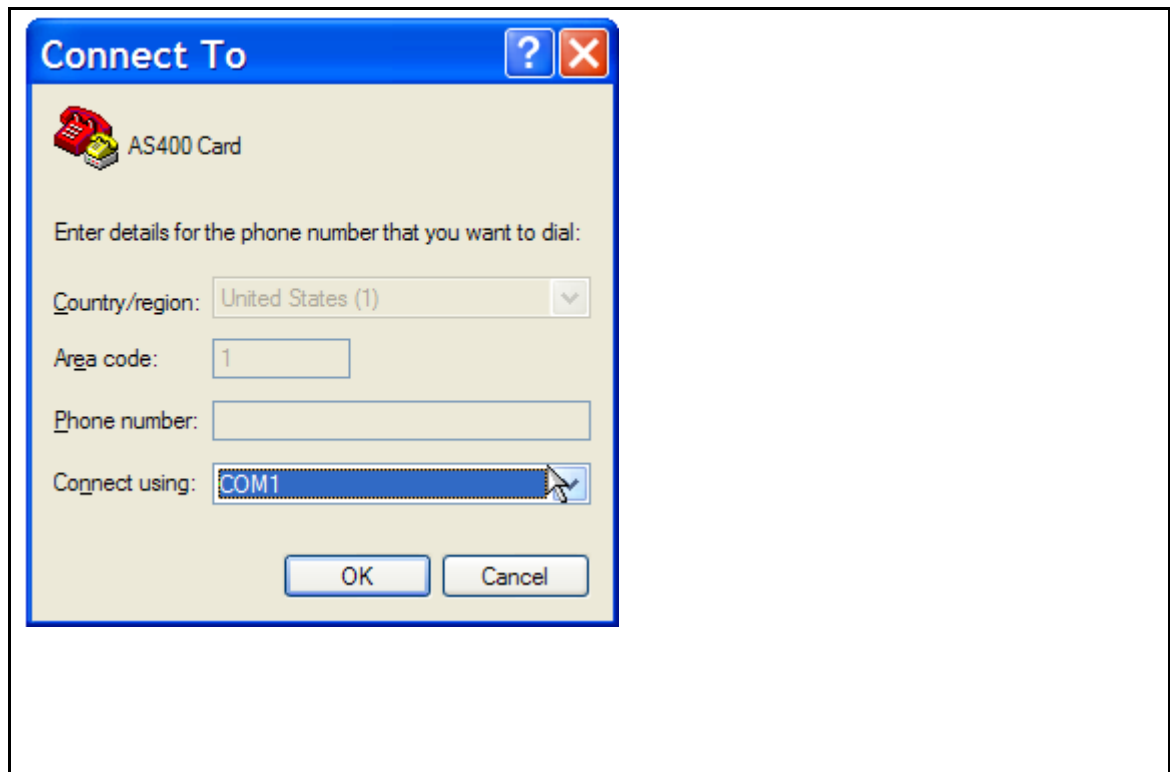 Connect To
AS400 Card
Enter details for the phone number that you want to dial:
Country/region: United States (1)
Area code: 1
Phone number:
Connect using: COM1
OK Cancel